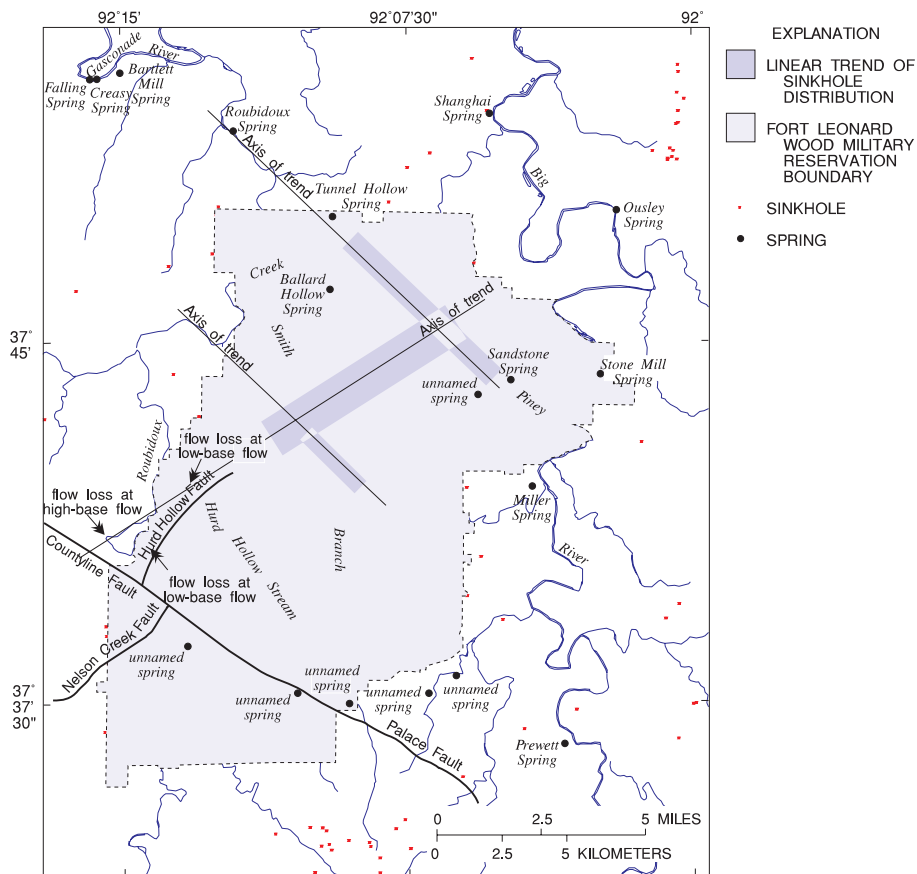 92° 15'
92° 07'30"
92°
Gasconade
River
Falling
Spring
Creasy
Spring
Bartlett
Mill
Spring
Roubidoux
Spring
Axis of trend
Tunnel Hollow
Spring
Shanghai
Spring
Big
Ousley
Spring
Creek
Ballard
Hollow
Spring
Smith
Axis of trend
Axis of trend
37°
45'
Sandstone
Spring
unnamed
spring
Stone Mill
Spring
Piney
Roubidoux
flow loss at
low-base flow
flow loss at
high-base flow
Hurd Hollow Fault
Hurd
Hollow
Stream
Branch
Miller
Spring
River
Countyline Fault
flow loss at
low-base flow
Nelson Creek Fault
unnamed
spring
unnamed
spring
unnamed
spring
unnamed
spring
unnamed
spring
37°
37'
30"
Palace Fault
Prewett
Spring
0
2.5
5 MILES
0
2.5
5 KILOMETERS
EXPLANATION
LINEAR TREND OF
SINKHOLE
DISTRIBUTION
FORT LEONARD
WOOD MILITARY
RESERVATION
BOUNDARY
SINKHOLE
SPRING